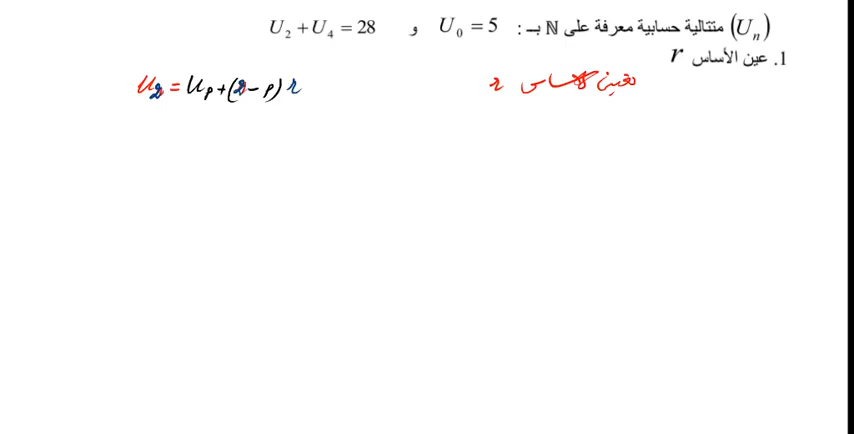 (Uₙ) متتالية حسابية معرفة على ℕ بـ : U₀ = 5 و U₂ + U₄ = 28
1. عين الأساس r
تعيين الأساس r
U₂ = Uₚ + (2 - p) r